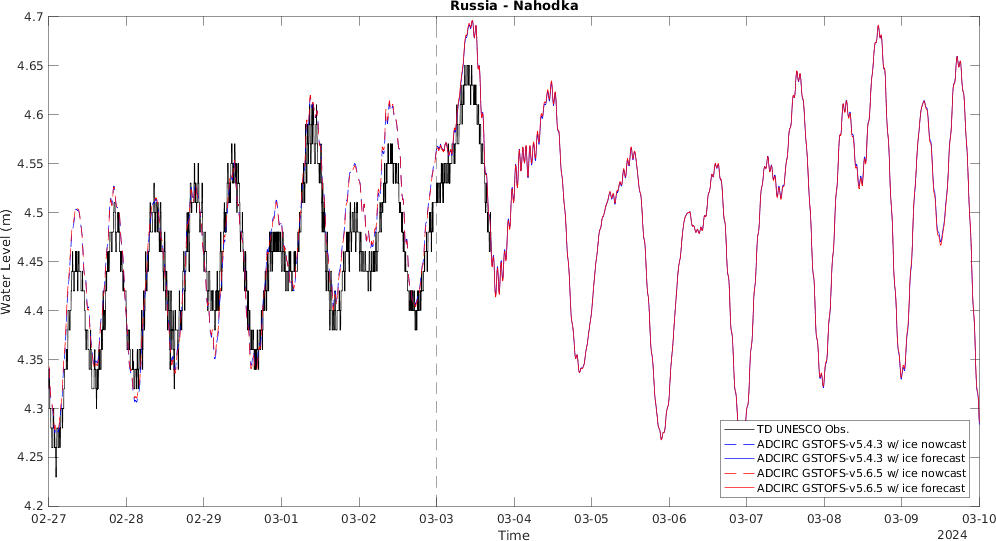 Russia - Nahodka
Water Level (m)
4.7
4.65
4.6
4.55
4.5
4.45
4.4
4.35
4.3
4.25
4.2
TD UNESCO Obs.
ADCIRC GSTOFS-v5.4.3 w/ ice nowcast
ADCIRC GSTOFS-v5.4.3 w/ ice forecast
ADCIRC GSTOFS-v5.6.5 w/ ice nowcast
ADCIRC GSTOFS-v5.6.5 w/ ice forecast
02-27 02-28 02-29 03-01 03-02 03-03 03-04 03-05 03-06 03-07 03-08 03-09 03-10
Time
2024